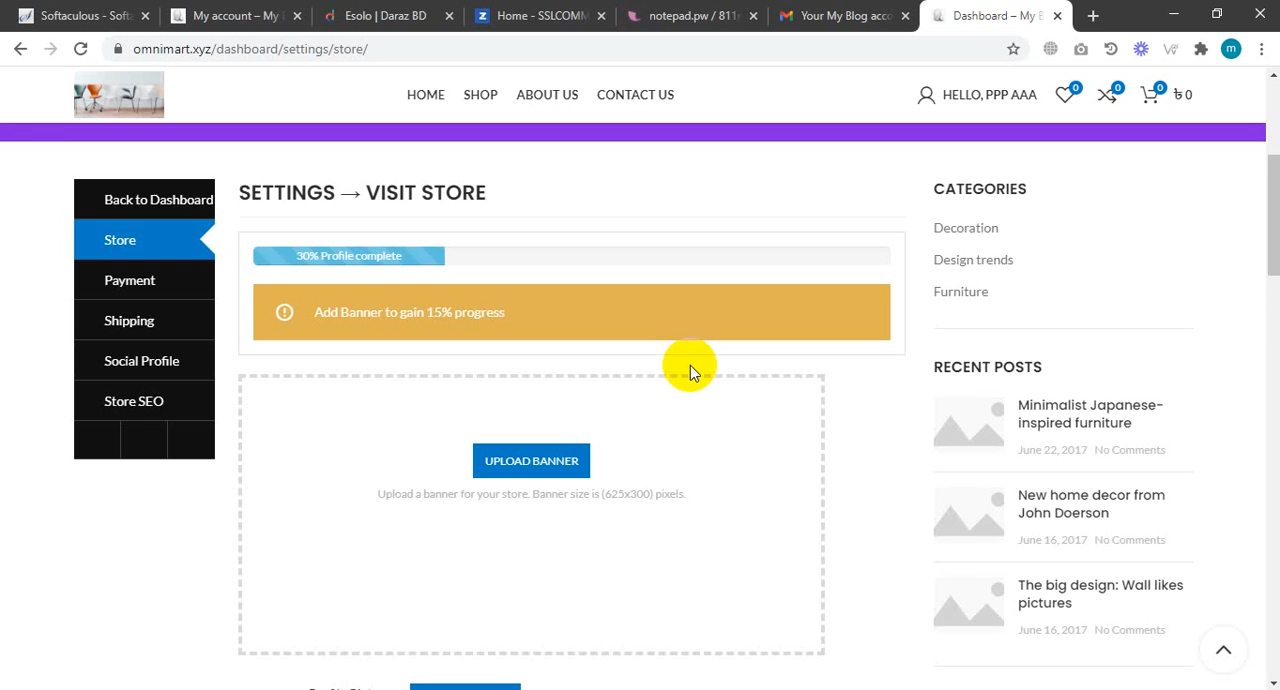 Softaculous - Softa
My account – My
Esolo | Daraz BD
Home - SSLCOMM
notepad.pw / 811
Your My Blog acc
Dashboard – My B
omnimart.xyz/dashboard/settings/store/
m
HOME SHOP ABOUT US CONTACT US
HELLO, PPP AAA 0 0 0 ৳ 0
Back to Dashboard
Store
Payment
Shipping
Social Profile
Store SEO
SETTINGS → VISIT STORE
30% Profile complete
Add Banner to gain 15% progress
UPLOAD BANNER
Upload a banner for your store. Banner size is (625x300) pixels.
CATEGORIES
Decoration
Design trends
Furniture
RECENT POSTS
Minimalist Japanese-
inspired furniture
June 22, 2017 No Comments
New home decor from
John Doerson
June 16, 2017 No Comments
The big design: Wall likes
pictures
June 16, 2017 No Comments